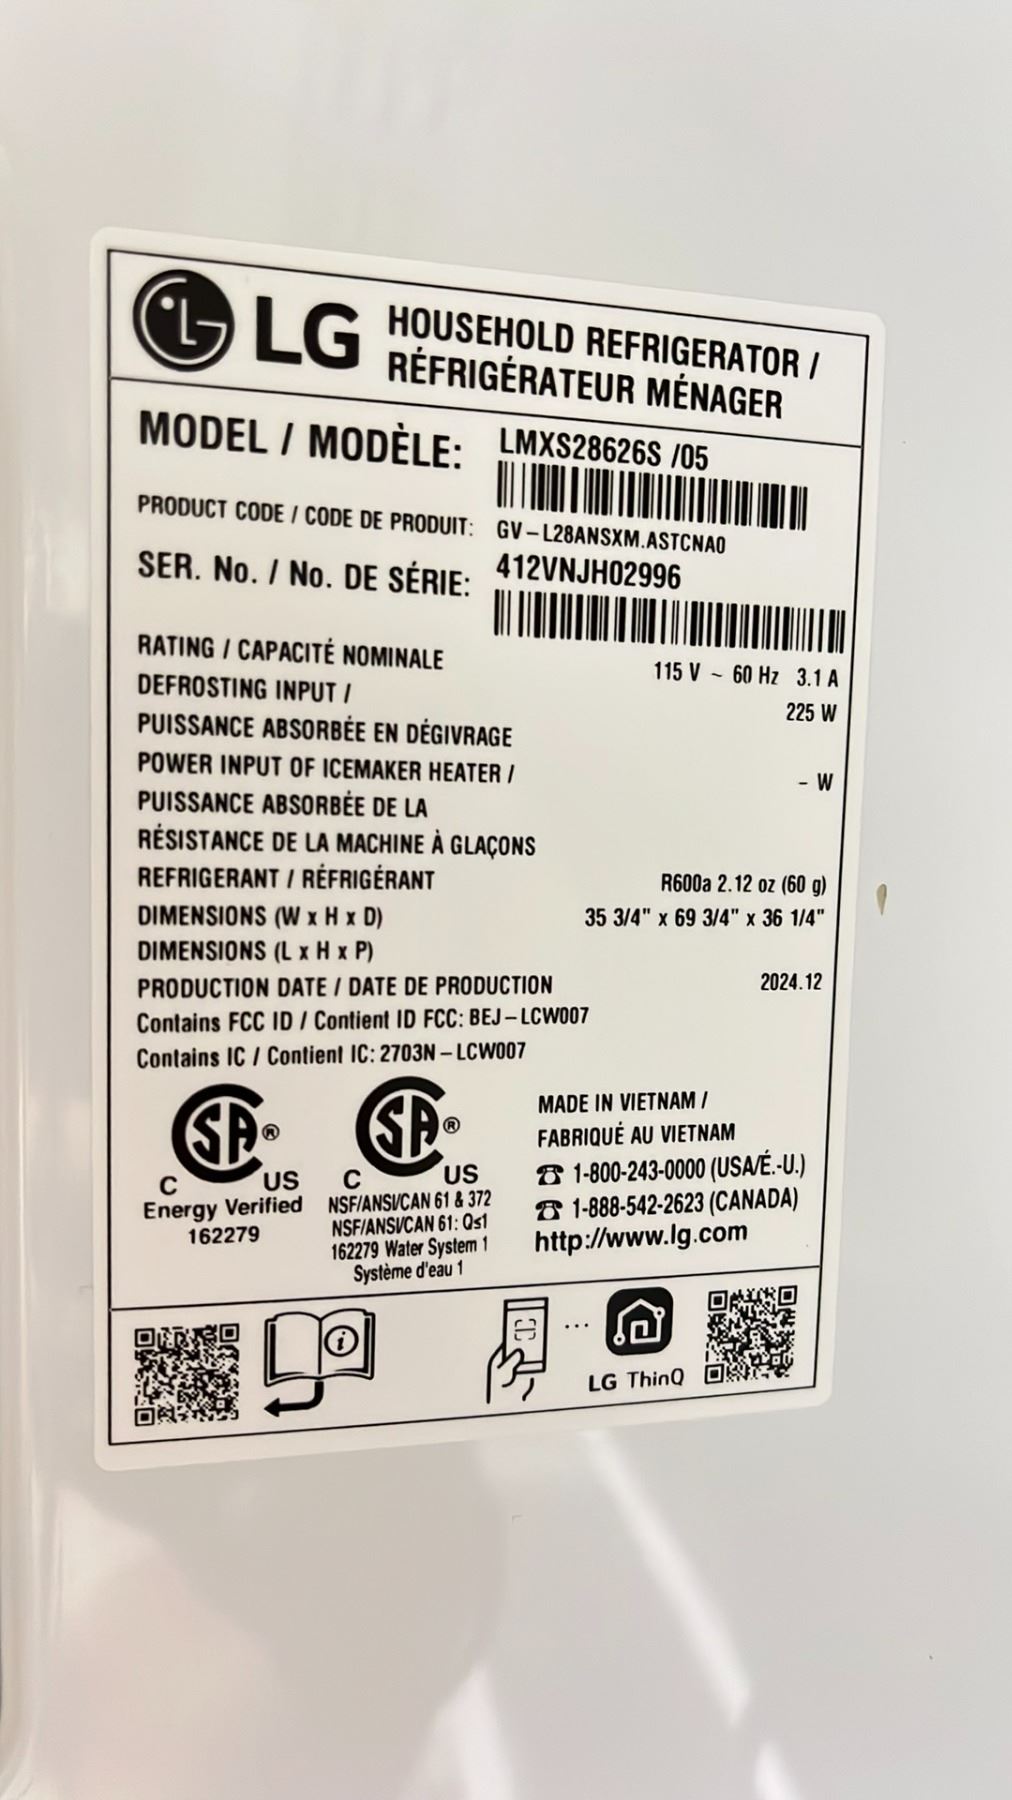 LG HOUSEHOLD REFRIGERATOR /
RÉFRIGÉRATEUR MÉNAGER
MODEL / MODÈLE: LMXS28626S /05
PRODUCT CODE / CODE DE PRODUIT: GV-L28ANSXM.ASTCNA0
SER. No. / No. DE SÉRIE: 412VNJH02996
RATING / CAPACITÉ NOMINALE 115 V ~ 60 Hz 3.1 A
DEFROSTING INPUT / 225 W
PUISSANCE ABSORBÉE EN DÉGIVRAGE
POWER INPUT OF ICEMAKER HEATER / - W
PUISSANCE ABSORBÉE DE LA
RÉSISTANCE DE LA MACHINE À GLAÇONS
REFRIGERANT / RÉFRIGÉRANT R600a 2.12 oz (60 g)
DIMENSIONS (W x H x D) 35 3/4" x 69 3/4" x 36 1/4"
DIMENSIONS (L x H x P)
PRODUCTION DATE / DATE DE PRODUCTION 2024.12
Contains FCC ID / Contient ID FCC: BEJ-LCW007
Contains IC / Contient IC: 2703N-LCW007
SA ®
C US
Energy Verified
162279
SA ®
C US
NSF/ANSI/CAN 61 & 372
NSF/ANSI/CAN 61: Q≤1
162279 Water System 1
Système d'eau 1
MADE IN VIETNAM /
FABRIQUÉ AU VIETNAM
☎ 1-800-243-0000 (USA/É.-U.)
☎ 1-888-542-2623 (CANADA)
http://www.lg.com
LG ThinQ